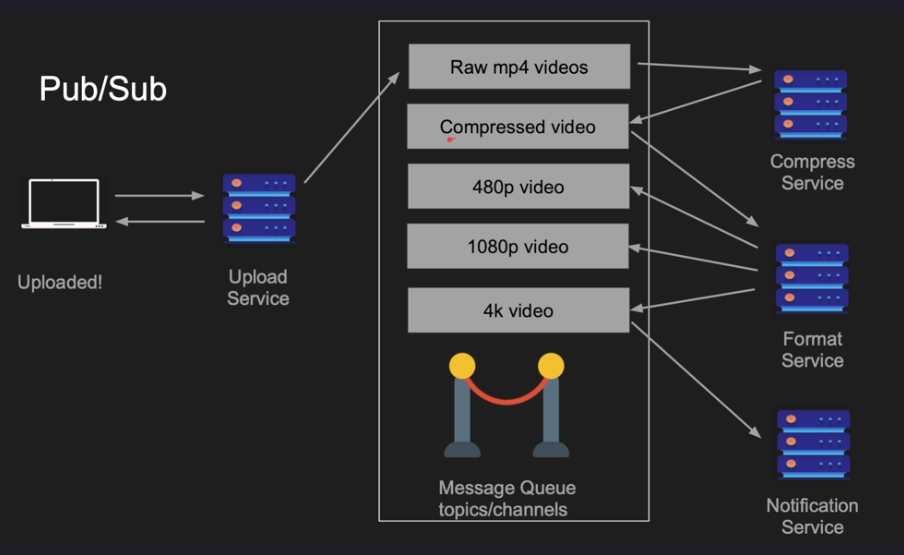 Pub/Sub
Uploaded!
Upload
Service
Raw mp4 videos
Compressed video
480p video
1080p video
4k video
Message Queue
topics/channels
Compress
Service
Format
Service
Notification
Service